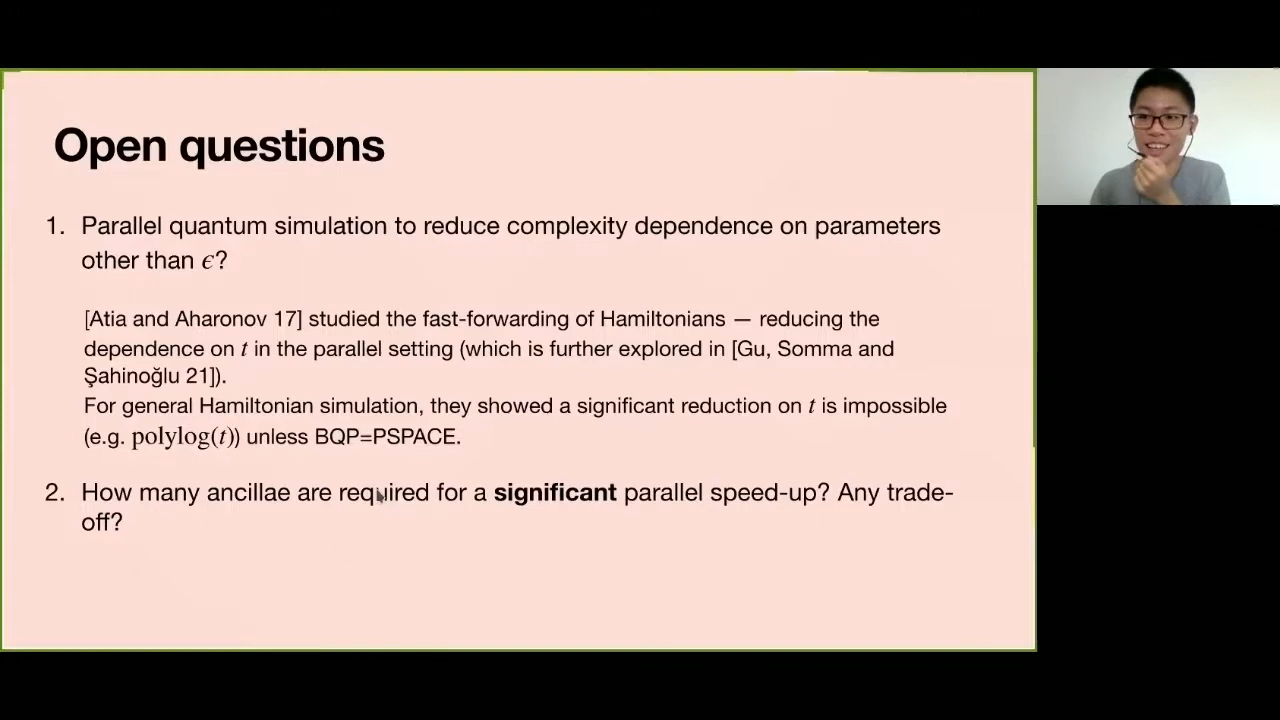 Open questions
1. Parallel quantum simulation to reduce complexity dependence on parameters
other than ϵ?
[Atia and Aharonov 17] studied the fast-forwarding of Hamiltonians — reducing the
dependence on t in the parallel setting (which is further explored in [Gu, Somma and
Şahinoğlu 21]).
For general Hamiltonian simulation, they showed a significant reduction on t is impossible
(e.g. polylog(t)) unless BQP=PSPACE.
2. How many ancillae are required for a significant parallel speed-up? Any trade-
off?